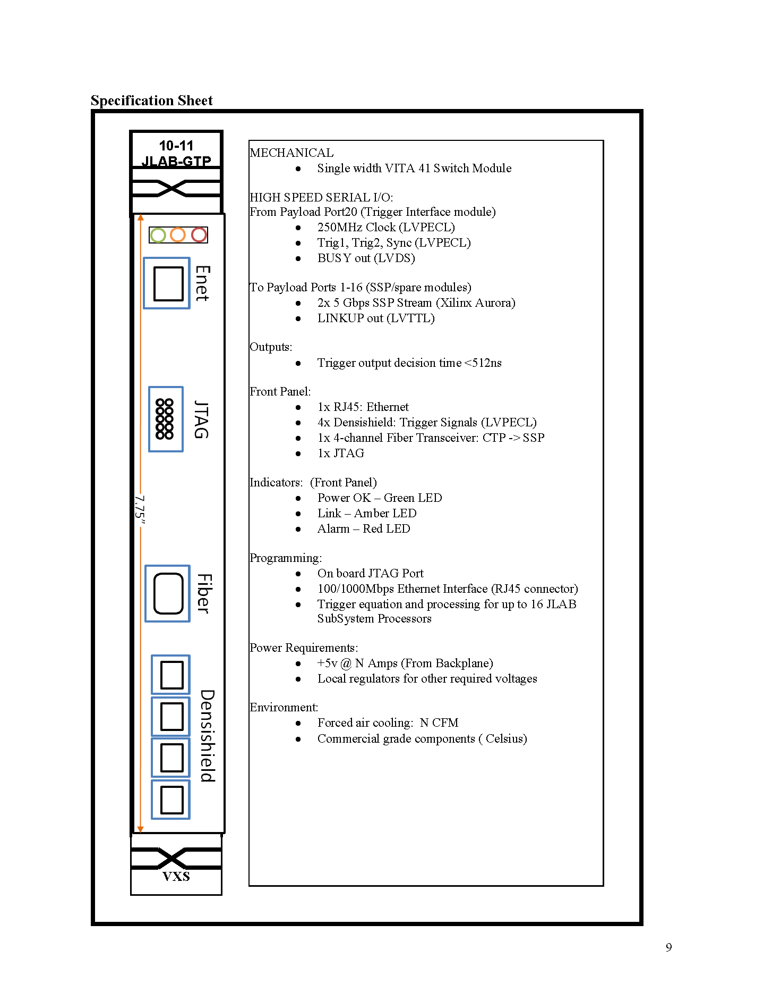 Specification Sheet
10-11
JLAB-GTP
Enet
JTAG
7.75”
Fiber
Densishield
VXS
MECHANICAL
● Single width VITA 41 Switch Module
HIGH SPEED SERIAL I/O:
From Payload Port20 (Trigger Interface module)
● 250MHz Clock (LVPECL)
● Trig1, Trig2, Sync (LVPECL)
● BUSY out (LVDS)
To Payload Ports 1-16 (SSP/spare modules)
● 2x 5 Gbps SSP Stream (Xilinx Aurora)
● LINKUP out (LVTTL)
Outputs:
● Trigger output decision time <512ns
Front Panel:
● 1x RJ45: Ethernet
● 4x Densishield: Trigger Signals (LVPECL)
● 1x 4-channel Fiber Transceiver: CTP -> SSP
● 1x JTAG
Indicators:  (Front Panel)
● Power OK – Green LED
● Link – Amber LED
● Alarm – Red LED
Programming:
● On board JTAG Port
● 100/1000Mbps Ethernet Interface (RJ45 connector)
● Trigger equation and processing for up to 16 JLAB
SubSystem Processors
Power Requirements:
● +5v @ N Amps (From Backplane)
● Local regulators for other required voltages
Environment:
● Forced air cooling:  N CFM
● Commercial grade components ( Celsius)
9